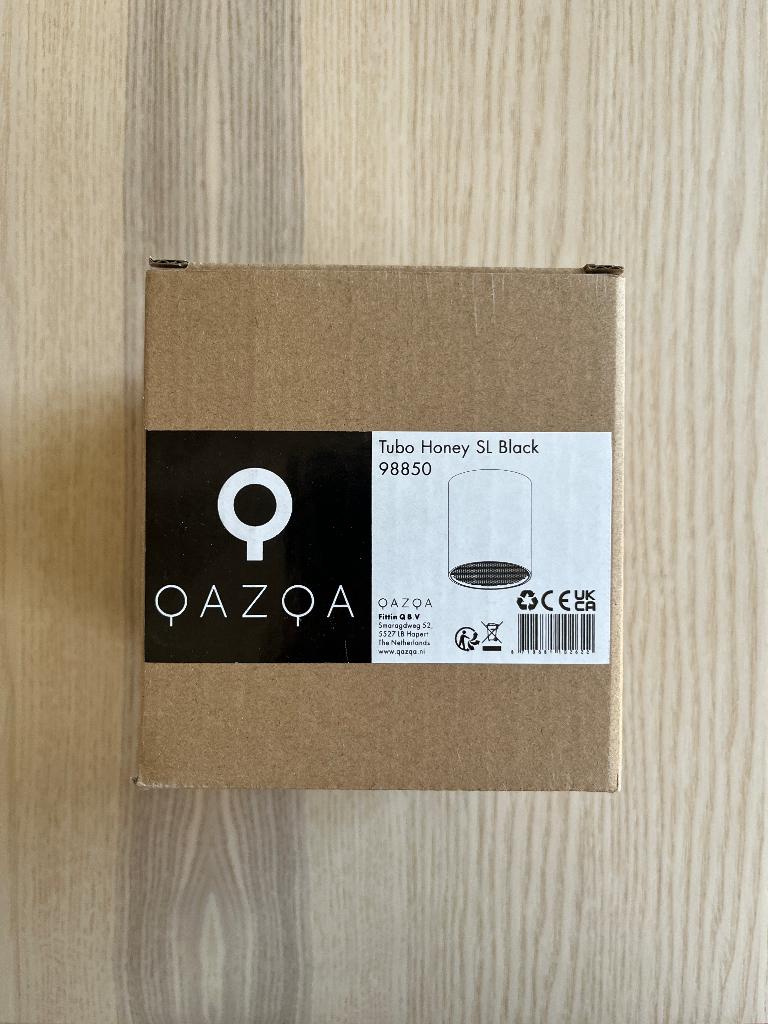 QAZQA
Tubo Honey SL Black
98850
QAZQA
Fittin Q B V
Smaragdweg 52,
5527 LB Hapert
The Netherlands
www.qazqa.nl
CE UK
CA